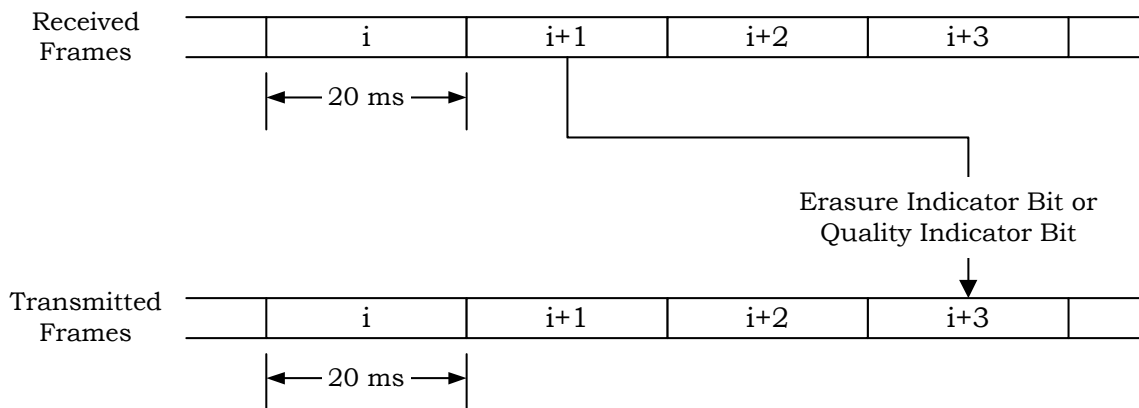 Received
Frames
i
i+1
i+2
i+3
20 ms
Erasure Indicator Bit or
Quality Indicator Bit
Transmitted
Frames
i
i+1
i+2
i+3
20 ms